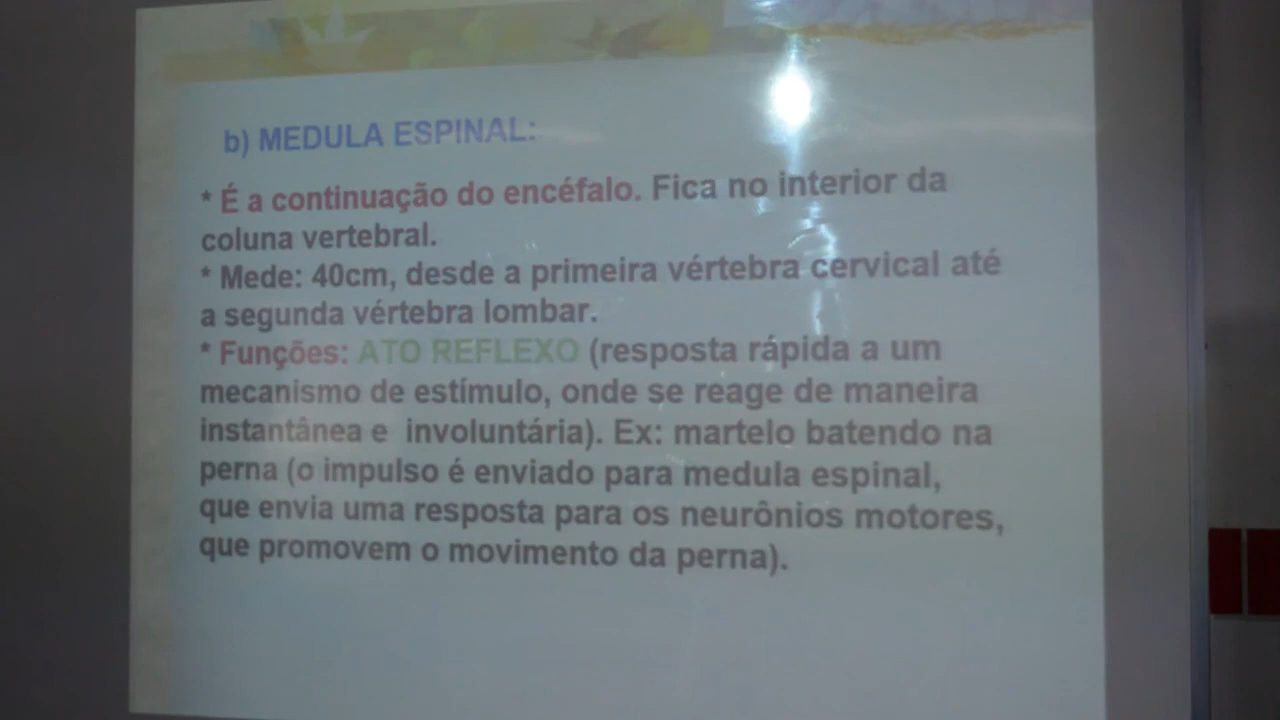 b) MEDULA ESPINAL:
* É a continuação do encéfalo. Fica no interior da
coluna vertebral.
* Mede: 40cm, desde a primeira vértebra cervical até
a segunda vértebra lombar.
* Funções: ATO REFLEXO (resposta rápida a um
mecanismo de estímulo, onde se reage de maneira
instantânea e involuntária). Ex: martelo batendo na
perna (o impulso é enviado para medula espinal,
que envia uma resposta para os neurônios motores,
que promovem o movimento da perna).